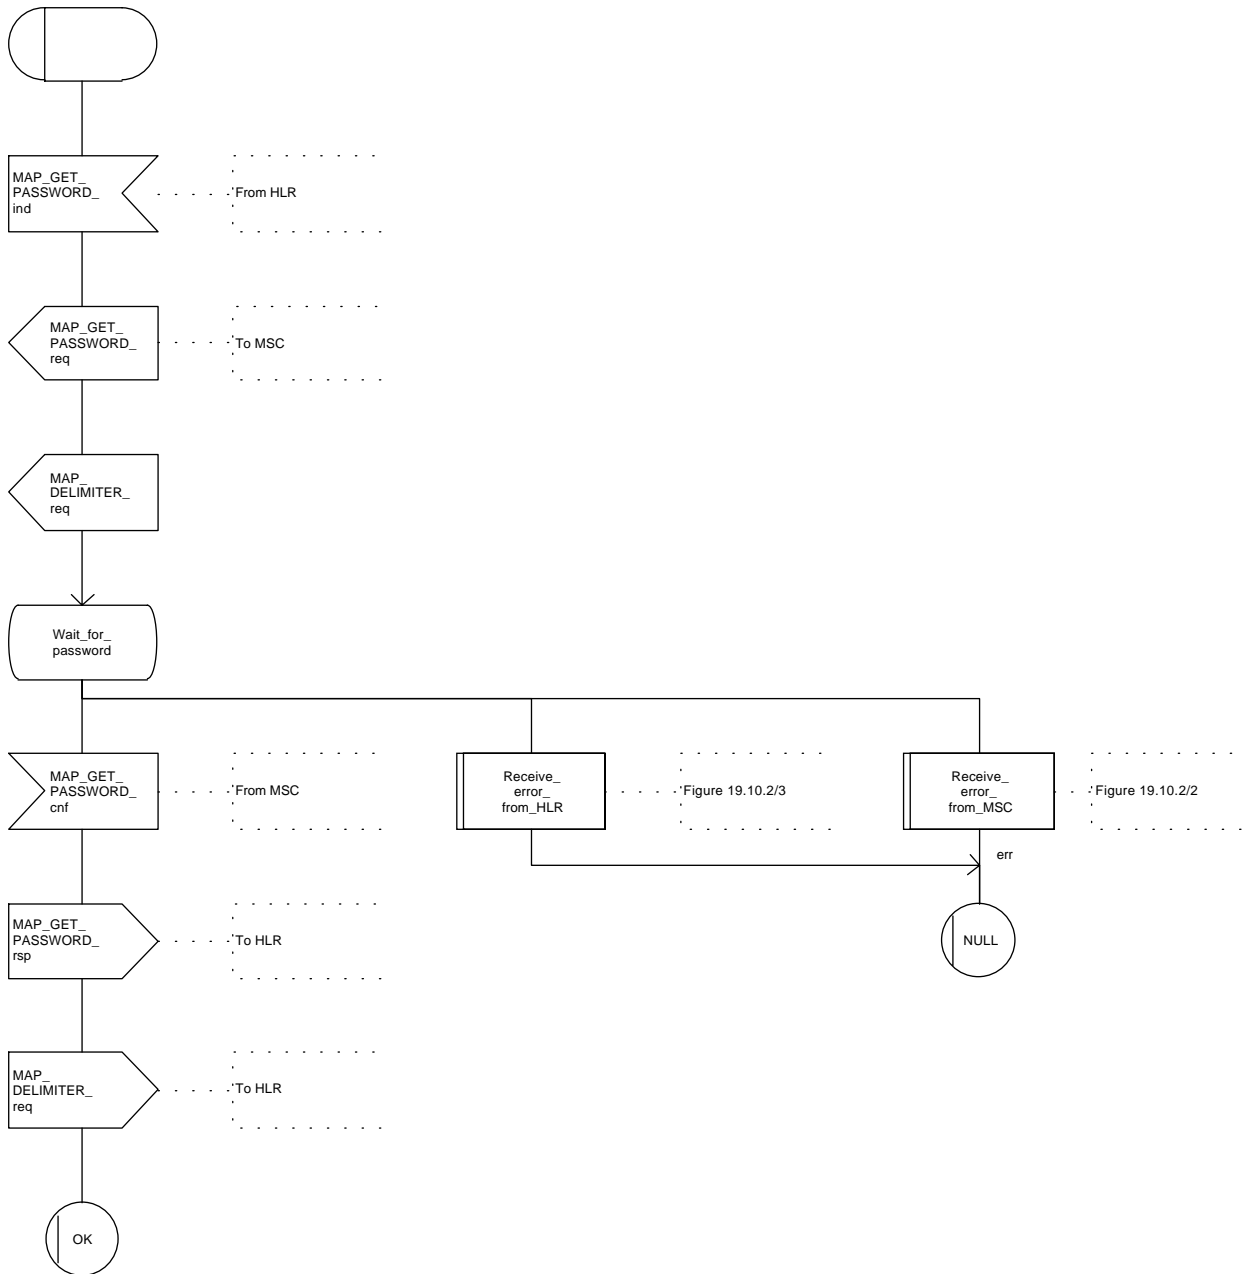 MAP_GET_
PASSWORD_
ind
From HLR
MAP_GET_
PASSWORD_
req
To MSC
MAP_
DELIMITER_
req
Wait_for_
password
MAP_GET_
PASSWORD_
cnf
From MSC
Receive_
error_
from_HLR
Figure 19.10.2/3
Receive_
error_
from_MSC
Figure 19.10.2/2
err
MAP_GET_
PASSWORD_
rsp
To HLR
NULL
MAP_
DELIMITER_
req
To HLR
OK